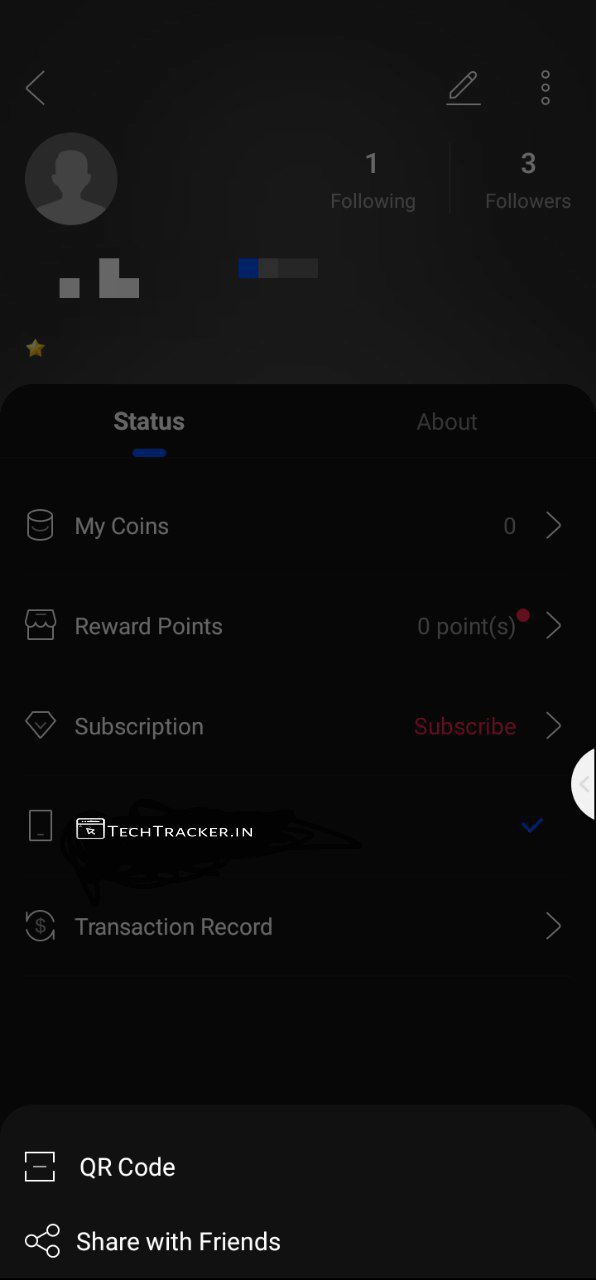 1
3
Following
Followers
Status
About
My Coins
0
Reward Points
0 point(s)
Subscription
Subscribe
TECHTRACKER.IN
Transaction Record
QR Code
Share with Friends